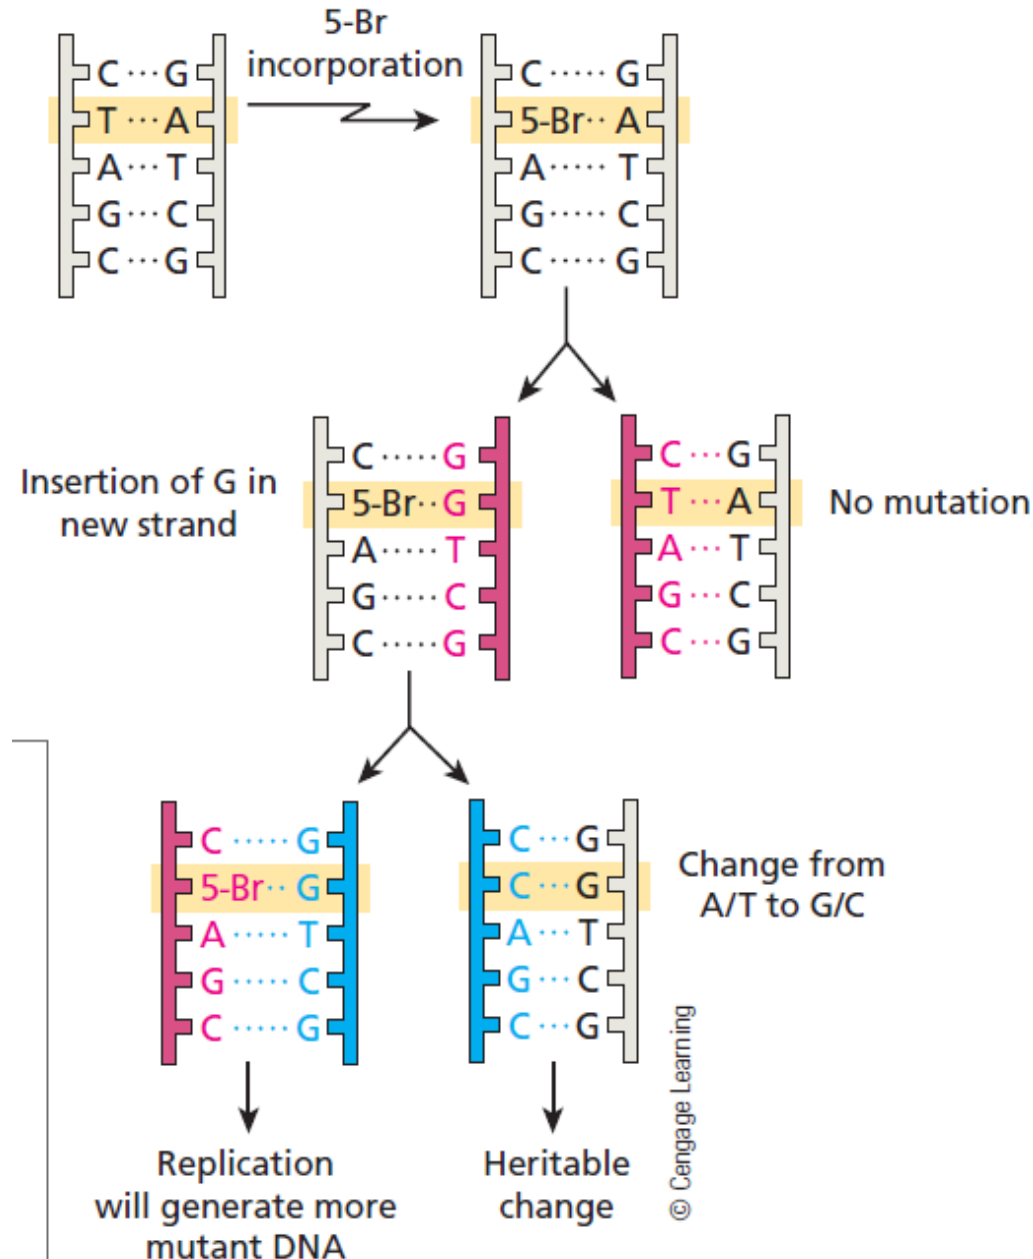 5-Br
incorporation
C ··· G
T ··· A
A ··· T
G ··· C
C ··· G
C ····· G
5-Br·· A
A ····· T
G ····· C
C ····· G
Insertion of G in
new strand
C ····· G
5-Br·· G
A ····· T
G ····· C
C ····· G
C ··· G
T ··· A
A ··· T
G ··· C
C ··· G
No mutation
C ····· G
5-Br·· G
A ····· T
G ····· C
C ····· G
C ··· G
C ··· G
A ··· T
G ··· C
C ··· G
Change from
A/T to G/C
Replication
will generate more
mutant DNA
Heritable
change
© Cengage Learning